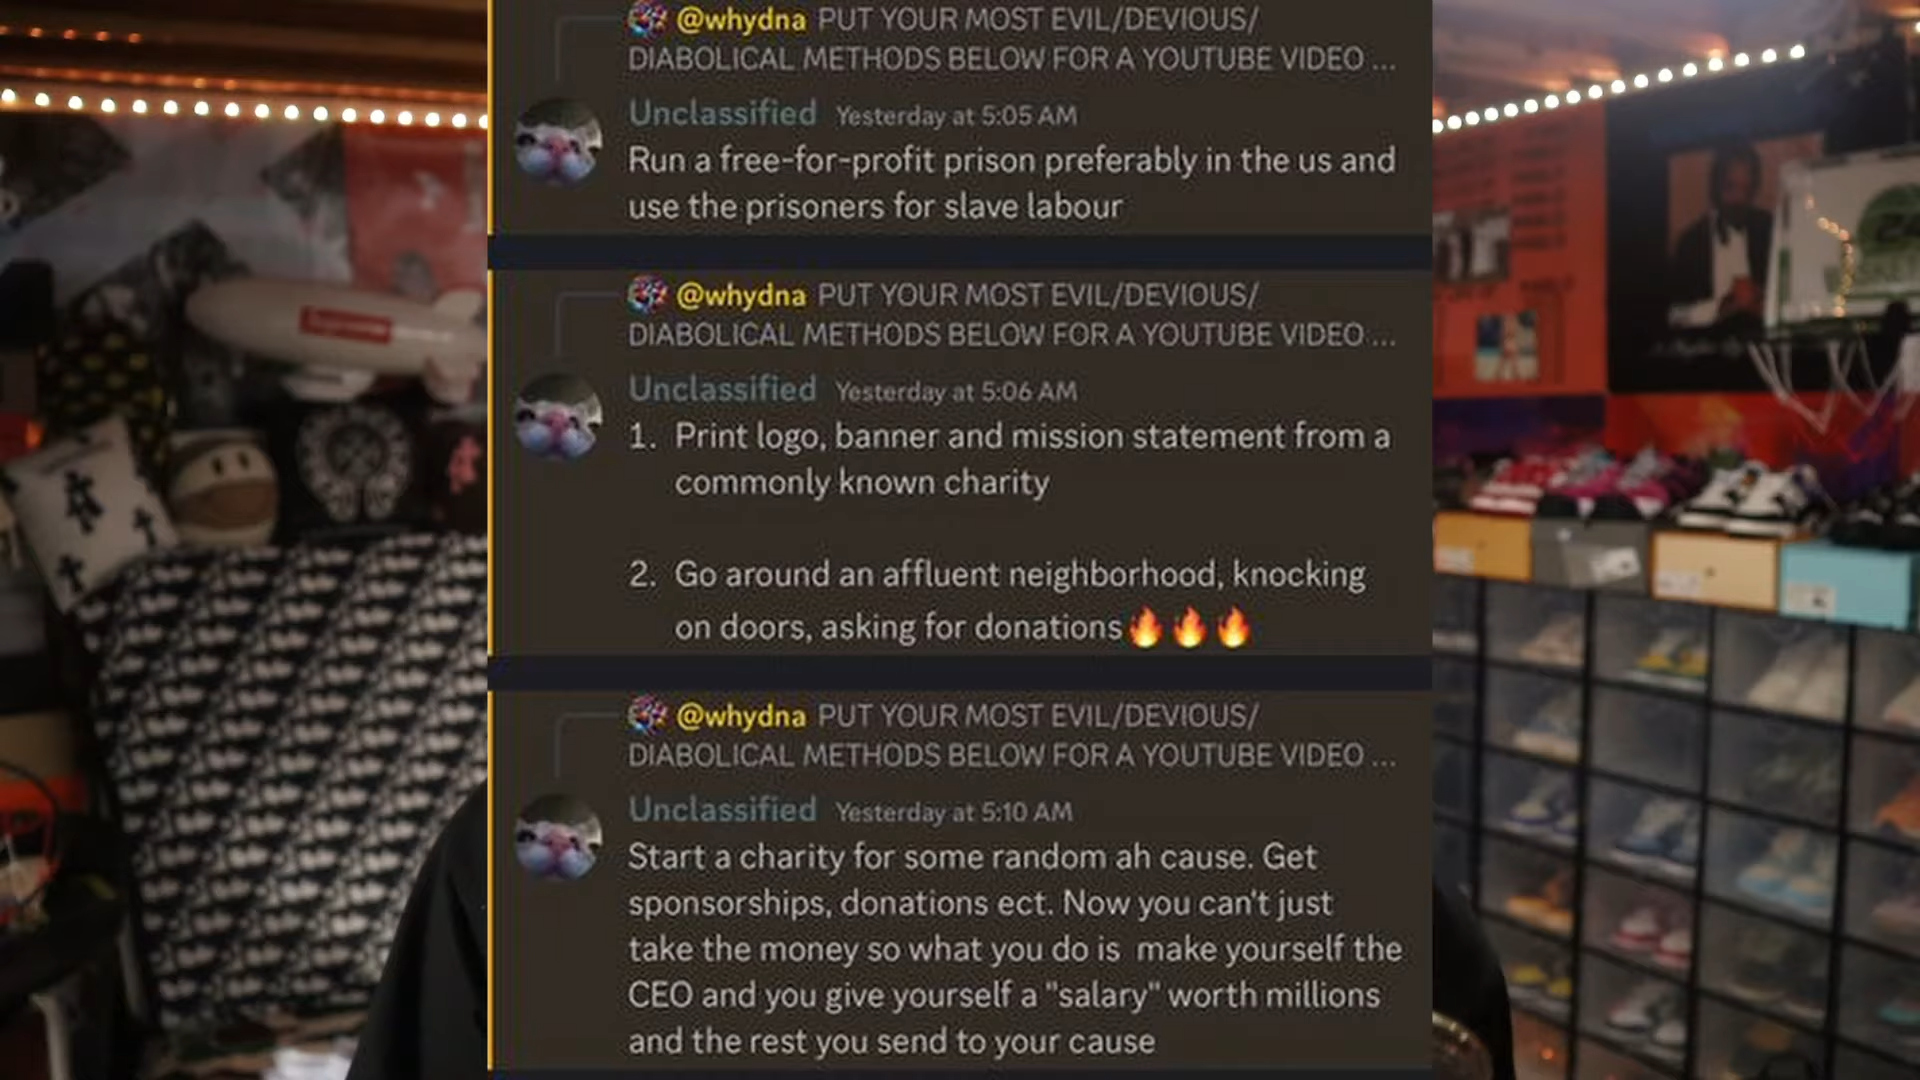 @whydna PUT YOUR MOST EVIL/DEVIOUS/
DIABOLICAL METHODS BELOW FOR A YOUTUBE VIDEO ...
Unclassified Yesterday at 5:05 AM
Run a free-for-profit prison preferably in the us and
use the prisoners for slave labour
@whydna PUT YOUR MOST EVIL/DEVIOUS/
DIABOLICAL METHODS BELOW FOR A YOUTUBE VIDEO ...
Unclassified Yesterday at 5:06 AM
1. Print logo, banner and mission statement from a
commonly known charity
2. Go around an affluent neighborhood, knocking
on doors, asking for donations🔥🔥🔥
@whydna PUT YOUR MOST EVIL/DEVIOUS/
DIABOLICAL METHODS BELOW FOR A YOUTUBE VIDEO ...
Unclassified Yesterday at 5:10 AM
Start a charity for some random ah cause. Get
sponsorships, donations ect. Now you can't just
take the money so what you do is  make yourself the
CEO and you give yourself a "salary" worth millions
and the rest you send to your cause
Supreme